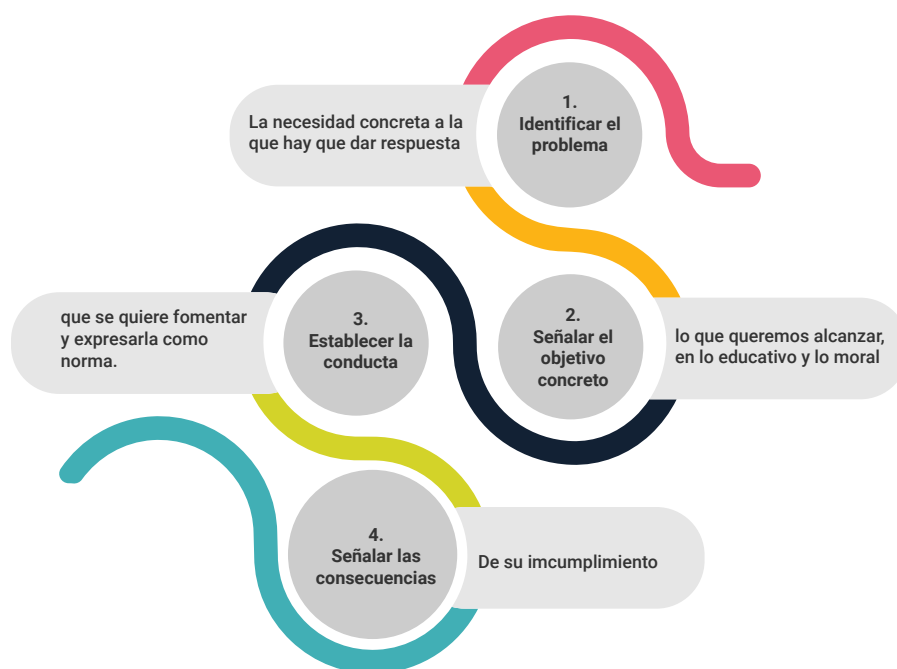 1.
Identificar el
problema
La necesidad concreta a la
que hay que dar respuesta
2.
Señalar el
objetivo
concreto
lo que queremos alcanzar,
en lo educativo y lo moral
3.
Establecer la
conducta
que se quiere fomentar
y expresarla como
norma.
4.
Señalar las
consecuencias
De su imcumplimiento